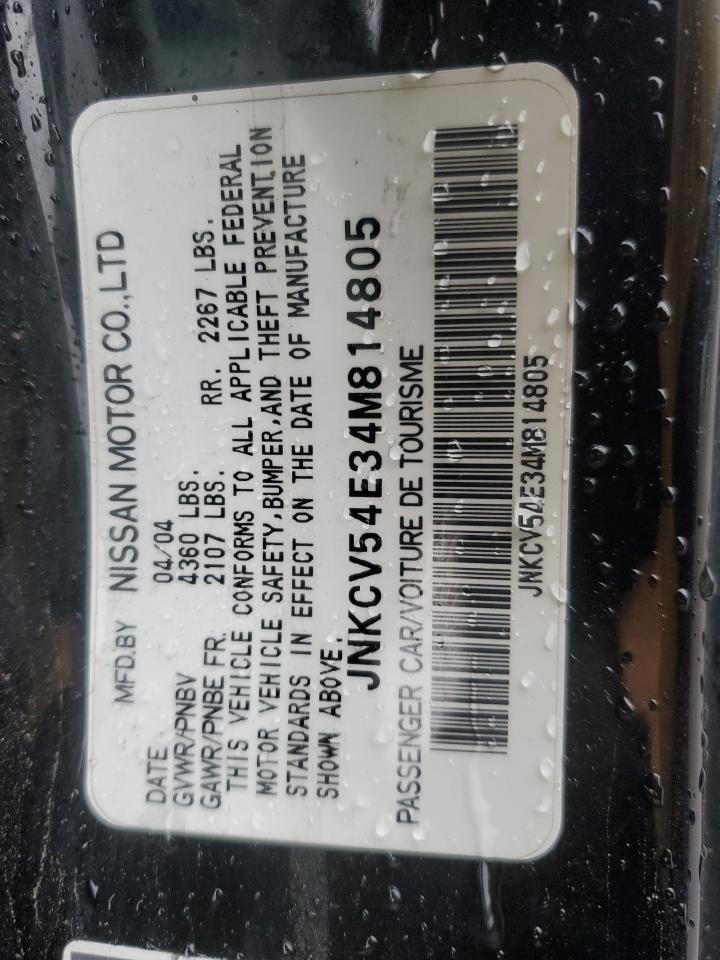 MFD.BY NISSAN MOTOR CO.,LTD
DATE 04/04
GVWR/PNBV 4360 LBS.
GAWR/PNBE FR. 2107 LBS. RR. 2267 LBS.
THIS VEHICLE CONFORMS TO ALL APPLICABLE FEDERAL
MOTOR VEHICLE SAFETY,BUMPER,AND THEFT PREVENTION
STANDARDS IN EFFECT ON THE DATE OF MANUFACTURE
SHOWN ABOVE.
JNKCV54E34M814805
PASSENGER CAR/VOITURE DE TOURISME
JNKCV54E34M814805